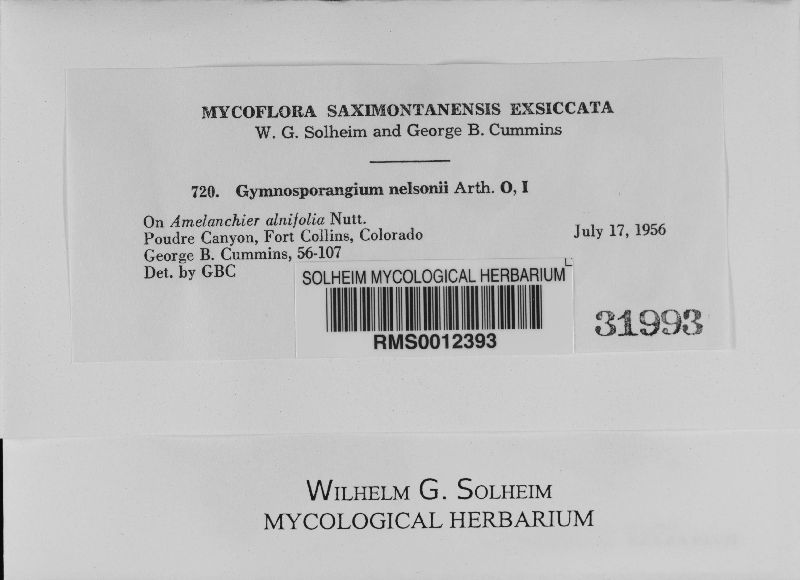 MYCOFLORA SAXIMONTANENSIS EXSICCATA
W. G. Solheim and George B. Cummins
720. Gymnosporangium nelsonii Arth. O, I
On Amelanchier alnifolia Nutt.
Poudre Canyon, Fort Collins, Colorado
July 17, 1956
George B. Cummins, 56-107
Det. by GBC
SOLHEIM MYCOLOGICAL HERBARIUM
RMS0012393
31993
WILHELM G. SOLHEIM
MYCOLOGICAL HERBARIUM